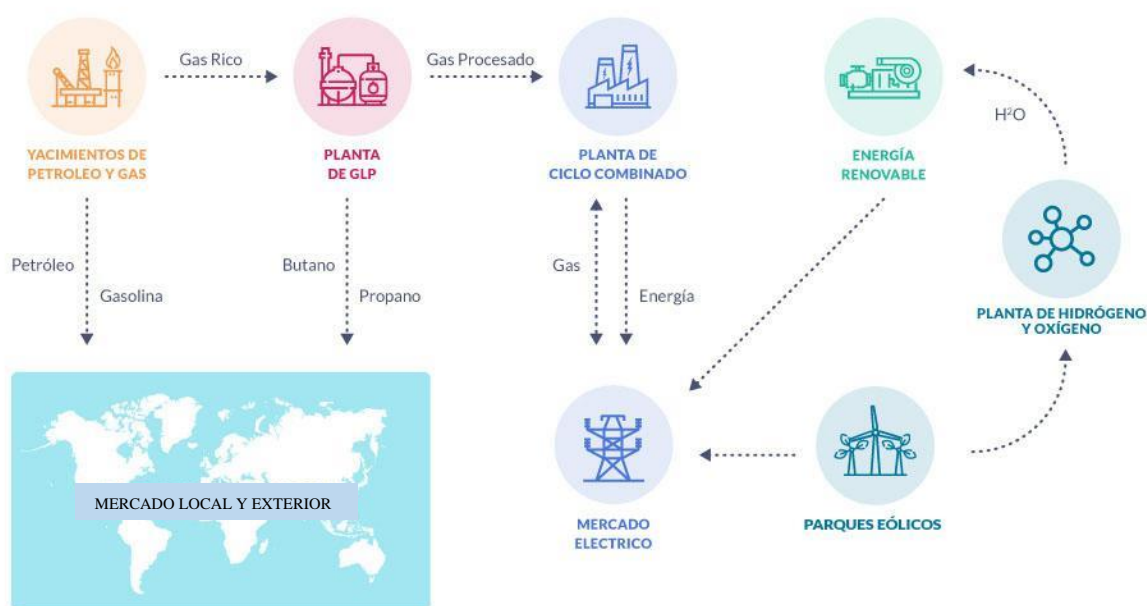 Gas Rico
Gas Procesado
H²O
YACIMIENTOS DE
PETROLEO Y GAS
PLANTA
DE GLP
PLANTA DE
CICLO COMBINADO
ENERGÍA
RENOVABLE
Petróleo
Gasolina
Butano
Propano
Gas
Energía
PLANTA DE HIDRÓGENO
Y OXÍGENO
MERCADO LOCAL Y EXTERIOR
MERCADO
ELECTRICO
PARQUES EÓLICOS